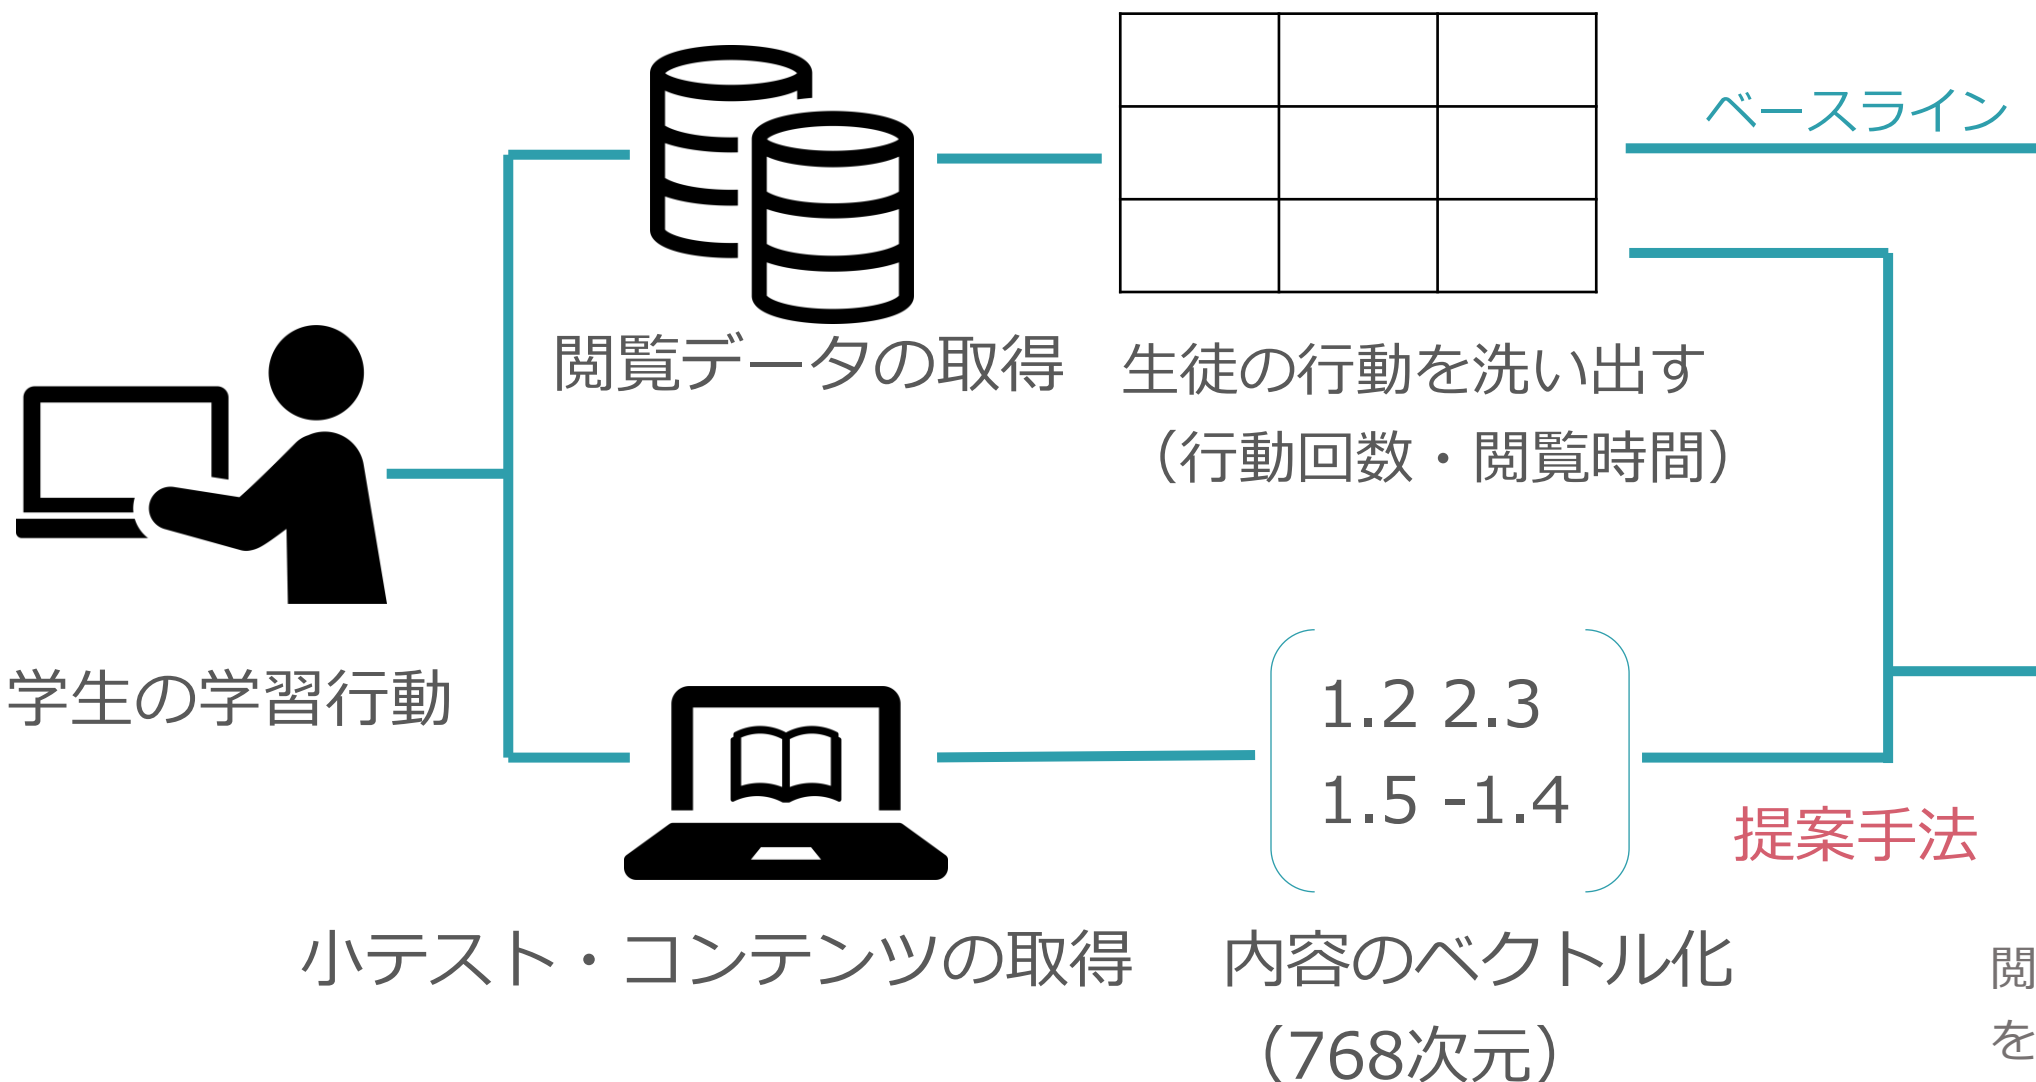 ベースライン
閲覧データの取得
生徒の行動を洗い出す
（行動回数・閲覧時間）
学生の学習行動
1.2 2.3
1.5 -1.4
提案手法
小テスト・コンテンツの取得
内容のベクトル化
（768次元）
閲
を